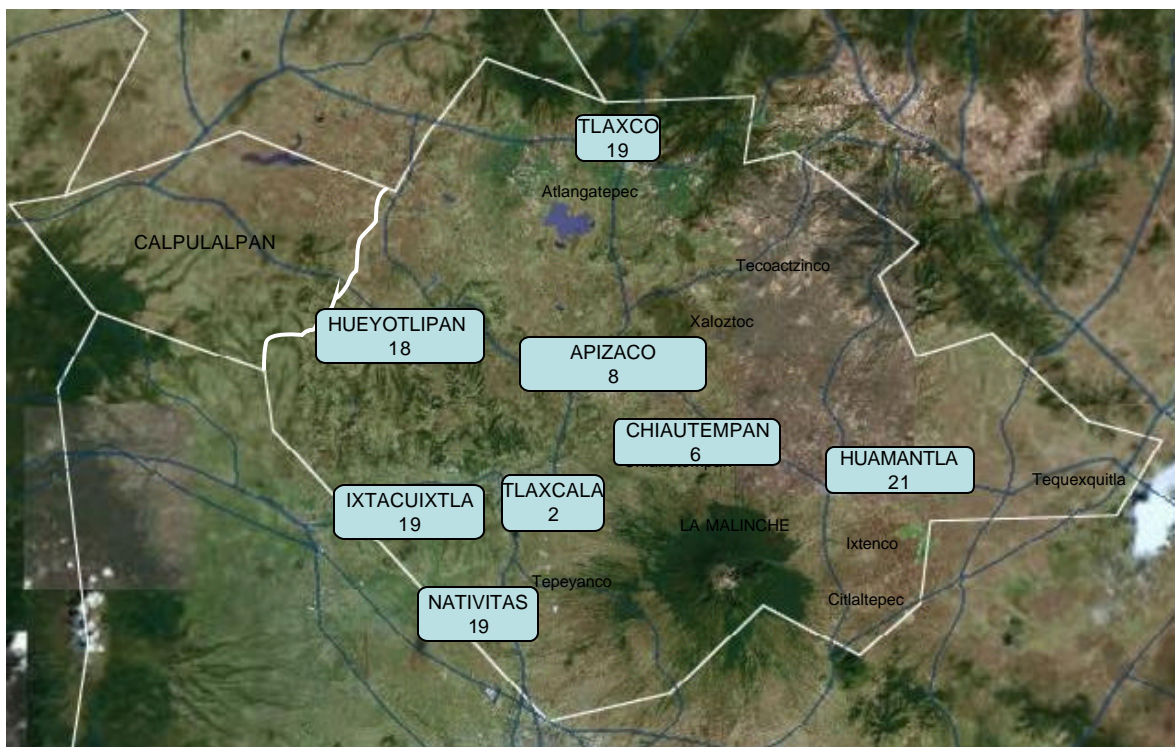 TLAXCO
19
Atlangatepec
CALPULALPAN
Tecoactzinco
HUEYOTLIPAN
18
Xaloztoc
APIZACO
8
CHIAUTEMPAN
6
HUAMANTLA
21
Tequexquitla
IXTACUIXTLA
19
TLAXCALA
2
LA MALINCHE
Ixtenco
Tepeyanco
Citlaltepec
NATIVITAS
19